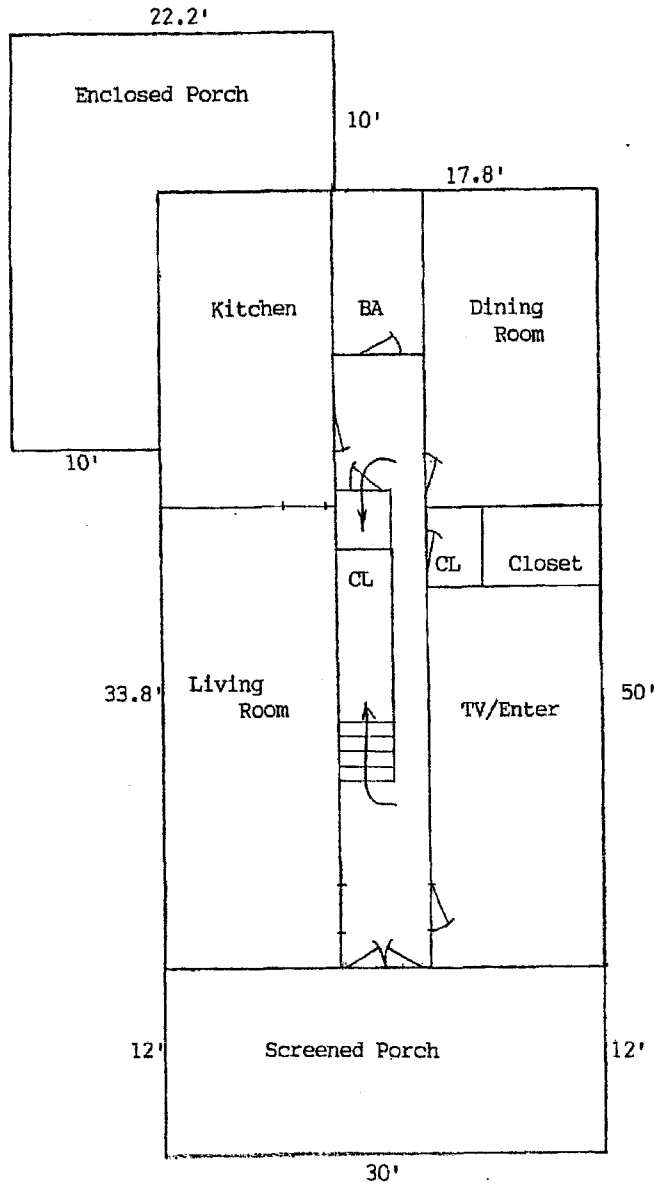 22.2'
Enclosed Porch
10'
17.8'
Kitchen
BA
Dining
Room
10'
CL
CL
Closet
33.8'
Living
Room
TV/Enter
50'
12'
Screened Porch
12'
30'